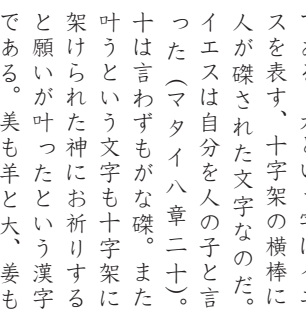 スを表す、十字架の横棒に
人が磔された文字なのだ。
イエスは自分を人の子と言
った（マタイ八章二十）。
十は言わずもがな磔。また
叶うという文字も十字架に
架けられた神にお祈りする
と願いが叶ったという漢字
である。美も羊と大、姜も